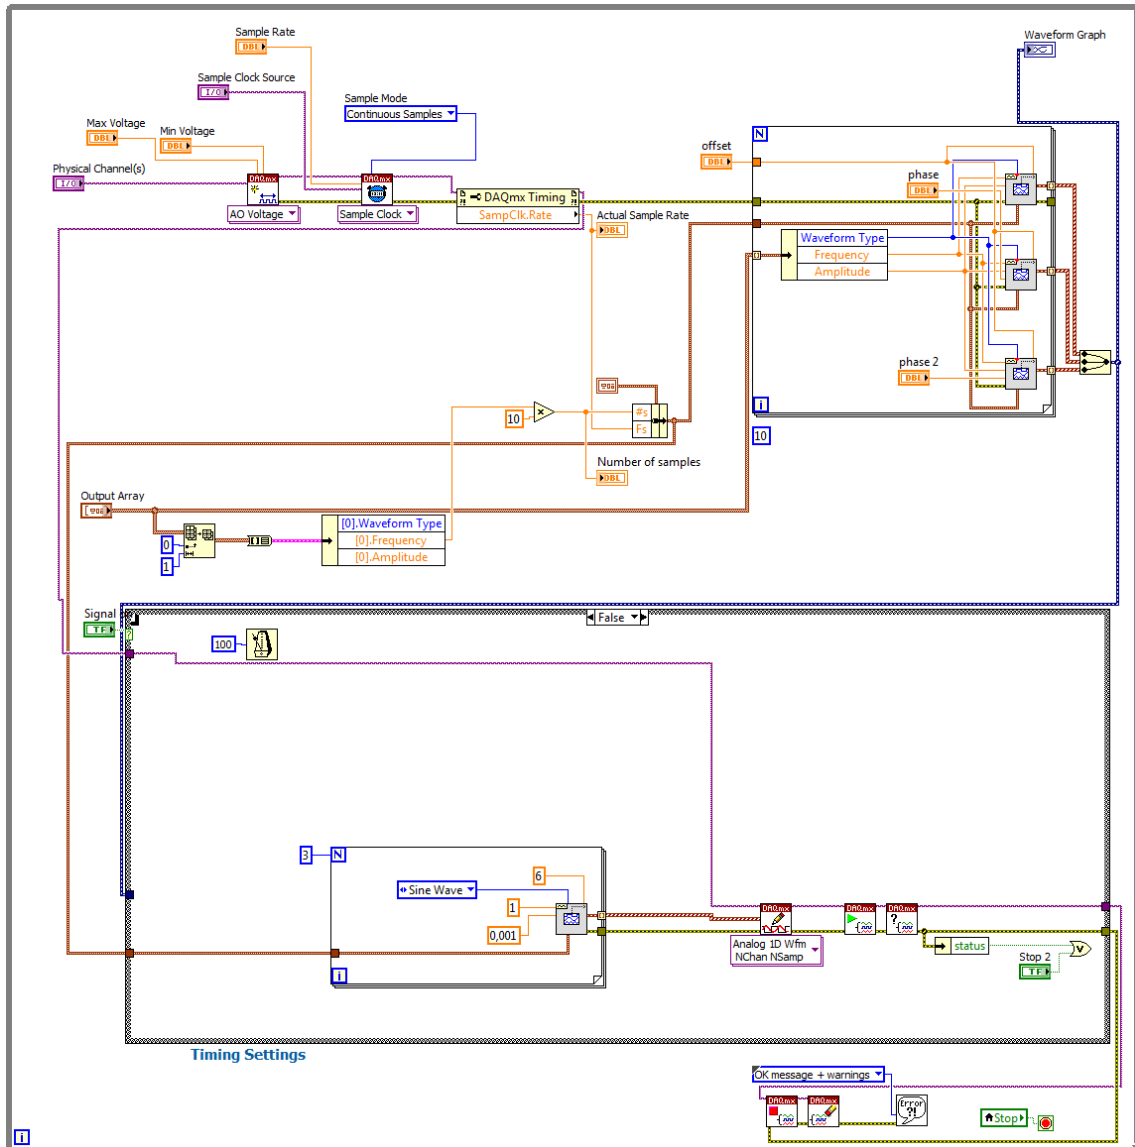 Sample Rate
DBL
Waveform Graph
Sample Clock Source
I/O
Sample Mode
Continuous Samples
Max Voltage
DBL
Min Voltage
DBL
Physical Channel(s)
I/O
DAQmx
AO Voltage
DAQmx
Sample Clock
DAQmx Timing
SampClk.Rate
Actual Sample Rate
DBL
N
offset
DBL
phase
DBL
Waveform Type
Frequency
Amplitude
phase 2
DBL
i
10
10
#s
Fs
Number of samples
DBL
Output Array
0
1
[0].Waveform Type
[0].Frequency
[0].Amplitude
Signal
TF
?
False
100
3
N
Sine Wave
6
1
0,001
i
DAQmx
Analog 1D Wfm
NChan NSamp
DAQmx
DAQmx
?
status
Stop 2
TF
V
Timing Settings
OK message + warnings
DAQmx
DAQmx
Error
?!
Stop
i